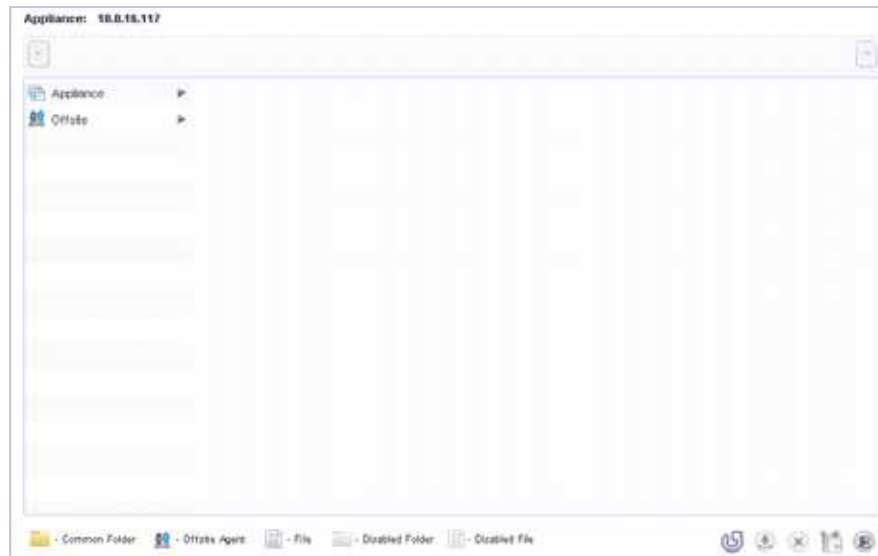 Appliance: 10.0.16.117
Appliance
Offsite
- Common Folder - Offsite Agent - File - Disabled Folder - Disabled File